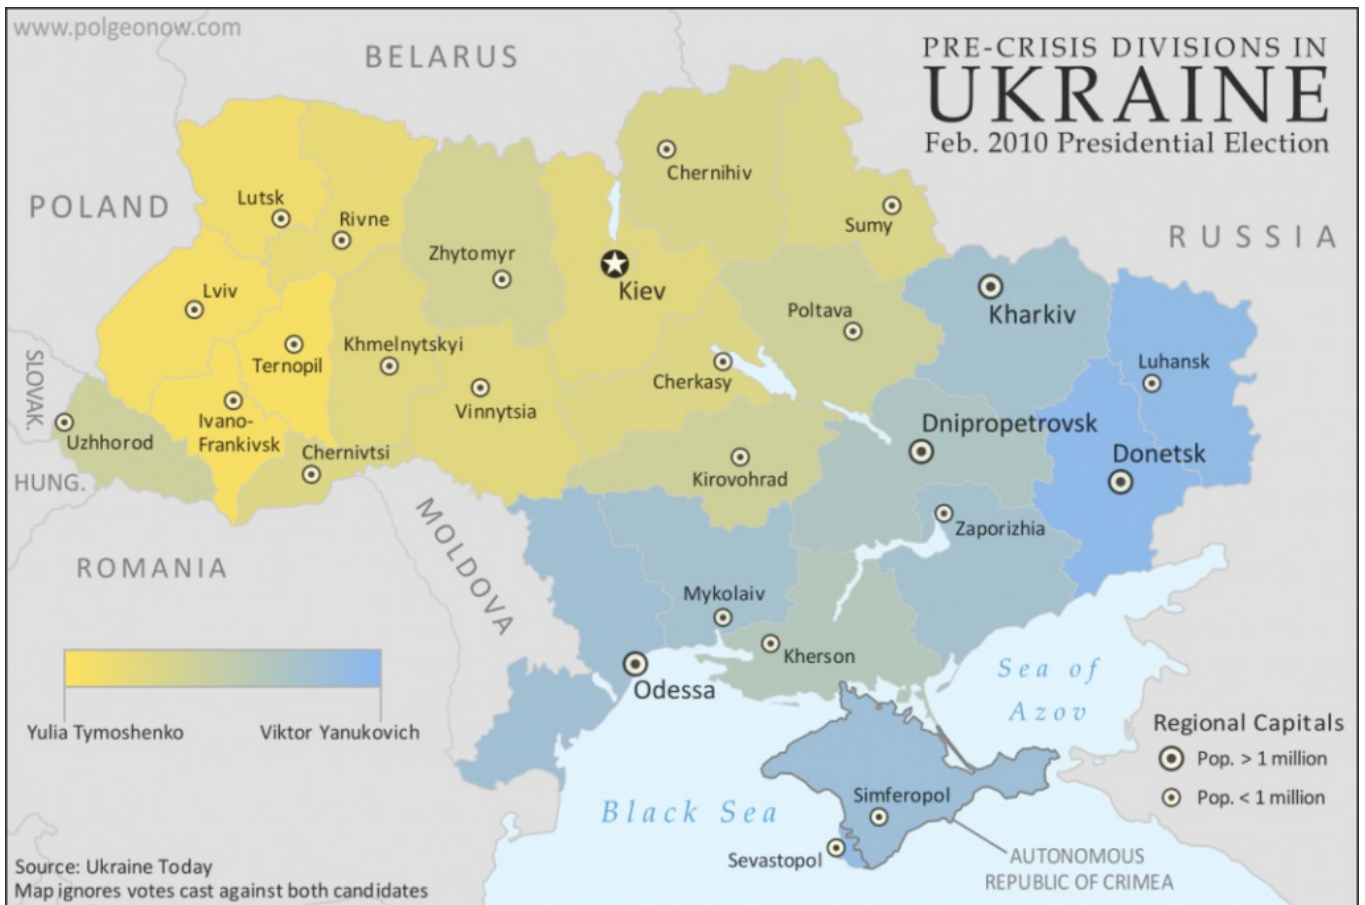 www.polgeonow.com
BELARUS
PRE-CRISIS DIVISIONS IN
UKRAINE
Feb. 2010 Presidential Election
POLAND
RUSSIA
Chernihiv
Lutsk
Rivne
Sumy
Zhytomyr
Kiev
Lviv
Poltava
Kharkiv
Khmelnytskyi
Ternopil
Luhansk
SLOVAK.
Cherkasy
Vinnytsia
Ivano-
Frankivsk
Uzhhorod
Chernivtsi
Dnipropetrovsk
Donetsk
Kirovohrad
HUNG.
MOLDOVA
Zaporizhia
ROMANIA
Mykolaiv
Kherson
Odessa
Sea of
Azov
Yulia Tymoshenko
Viktor Yanukovich
Regional Capitals
Pop. > 1 million
Pop. < 1 million
Simferopol
Black Sea
Sevastopol
AUTONOMOUS
REPUBLIC OF CRIMEA
Source: Ukraine Today
Map ignores votes cast against both candidates